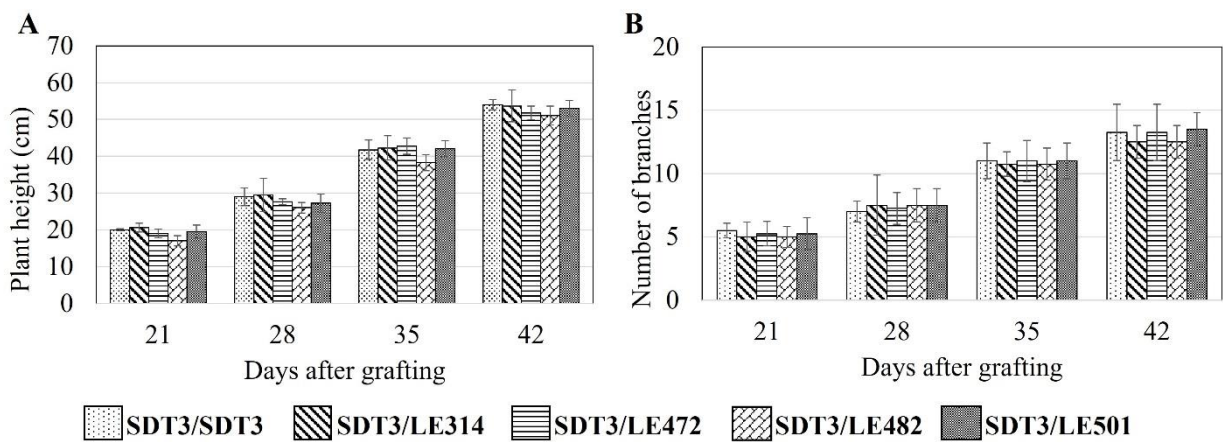 A
Plant height (cm)
70
60
50
40
30
20
10
0
21 28 35 42
Days after grafting
B
Number of branches
20
15
10
5
0
21 28 35 42
Days after grafting
SDT3/SDT3 SDT3/LE314 SDT3/LE472 SDT3/LE482 SDT3/LE501